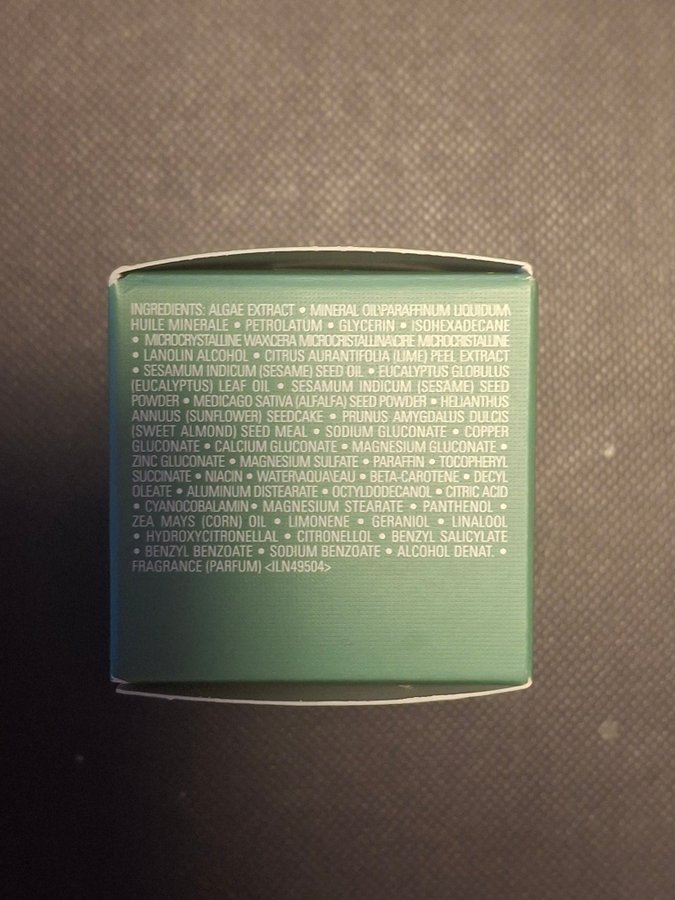 INGREDIENTS: ALGAE EXTRACT • MINERAL OIL\PARAFFINUM LIQUIDUM\
HUILE MINERALE • PETROLATUM • GLYCERIN • ISOHEXADECANE
• MICROCRYSTALLINE WAX\CERA MICROCRISTALLINA\CIRE MICROCRISTALLINE
• LANOLIN ALCOHOL • CITRUS AURANTIFOLIA (LIME) PEEL EXTRACT
• SESAMUM INDICUM (SESAME) SEED OIL • EUCALYPTUS GLOBULUS
(EUCALYPTUS) LEAF OIL • SESAMUM INDICUM (SESAME) SEED
POWDER • MEDICAGO SATIVA (ALFALFA) SEED POWDER • HELIANTHUS
ANNUUS (SUNFLOWER) SEEDCAKE • PRUNUS AMYGDALUS DULCIS
(SWEET ALMOND) SEED MEAL • SODIUM GLUCONATE • COPPER
GLUCONATE • CALCIUM GLUCONATE • MAGNESIUM GLUCONATE •
ZINC GLUCONATE • MAGNESIUM SULFATE • PARAFFIN • TOCOPHERYL
SUCCINATE • NIACIN • WATER\AQUA\EAU • BETA-CAROTENE • DECYL
OLEATE • ALUMINUM DISTEARATE • OCTYLDODECANOL • CITRIC ACID
• CYANOCOBALAMIN • MAGNESIUM STEARATE • PANTHENOL •
ZEA MAYS (CORN) OIL • LIMONENE • GERANIOL • LINALOOL
• HYDROXYCITRONELLAL • CITRONELLOL • BENZYL SALICYLATE
• BENZYL BENZOATE • SODIUM BENZOATE • ALCOHOL DENAT. •
FRAGRANCE (PARFUM) <ILN49504>